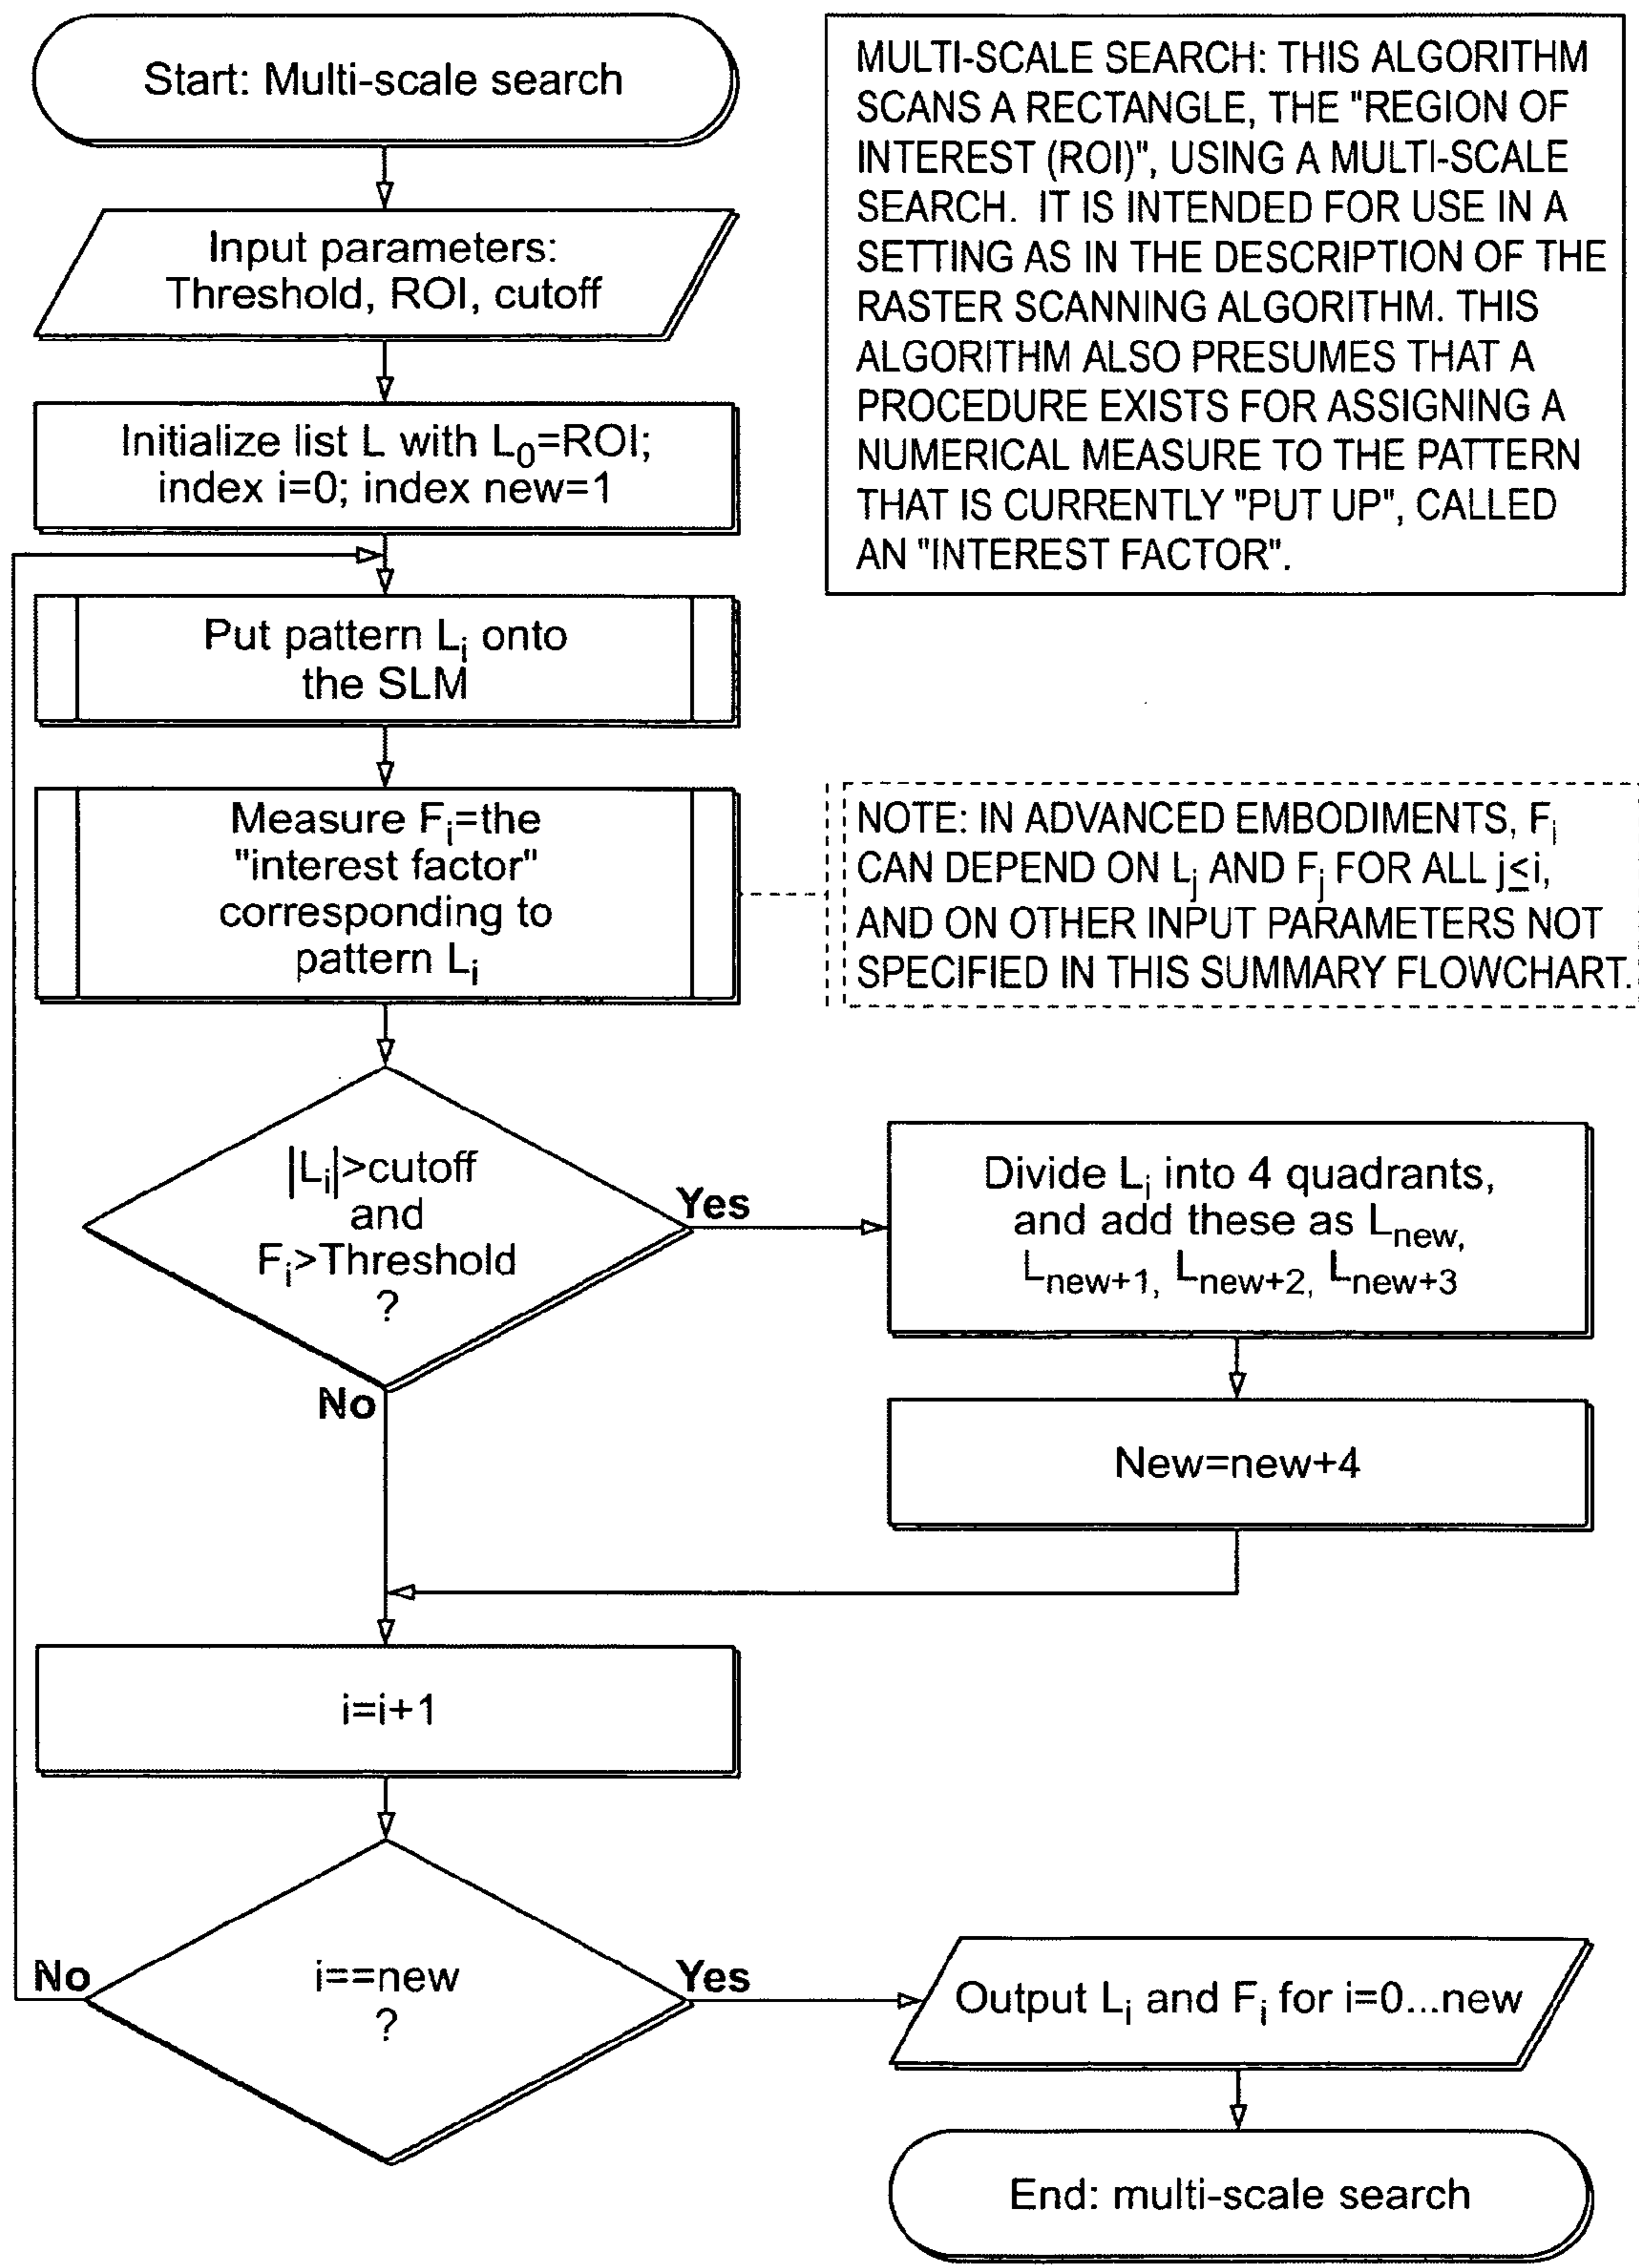 Start: Multi-scale search
MULTI-SCALE SEARCH: THIS ALGORITHM
SCANS A RECTANGLE, THE "REGION OF
INTEREST (ROI)", USING A MULTI-SCALE
SEARCH. IT IS INTENDED FOR USE IN A
SETTING AS IN THE DESCRIPTION OF THE
RASTER SCANNING ALGORITHM. THIS
ALGORITHM ALSO PRESUMES THAT A
PROCEDURE EXISTS FOR ASSIGNING A
NUMERICAL MEASURE TO THE PATTERN
THAT IS CURRENTLY "PUT UP", CALLED
AN "INTEREST FACTOR".
Input parameters:
Threshold, ROI, cutoff
Initialize list L with L0=ROI;
index i=0; index new=1
Put pattern Li onto
the SLM
Measure Fi=the
"interest factor"
corresponding to
pattern Li
NOTE: IN ADVANCED EMBODIMENTS, Fi
CAN DEPEND ON Lj AND Fj FOR ALL j≤i,
AND ON OTHER INPUT PARAMETERS NOT
SPECIFIED IN THIS SUMMARY FLOWCHART.
|Li|>cutoff
and
Fi>Threshold
?
Yes
No
Divide Li into 4 quadrants,
and add these as Lnew,
Lnew+1, Lnew+2, Lnew+3
New=new+4
i=i+1
i==new
?
No
Yes
Output Li and Fi for i=0...new
End: multi-scale search